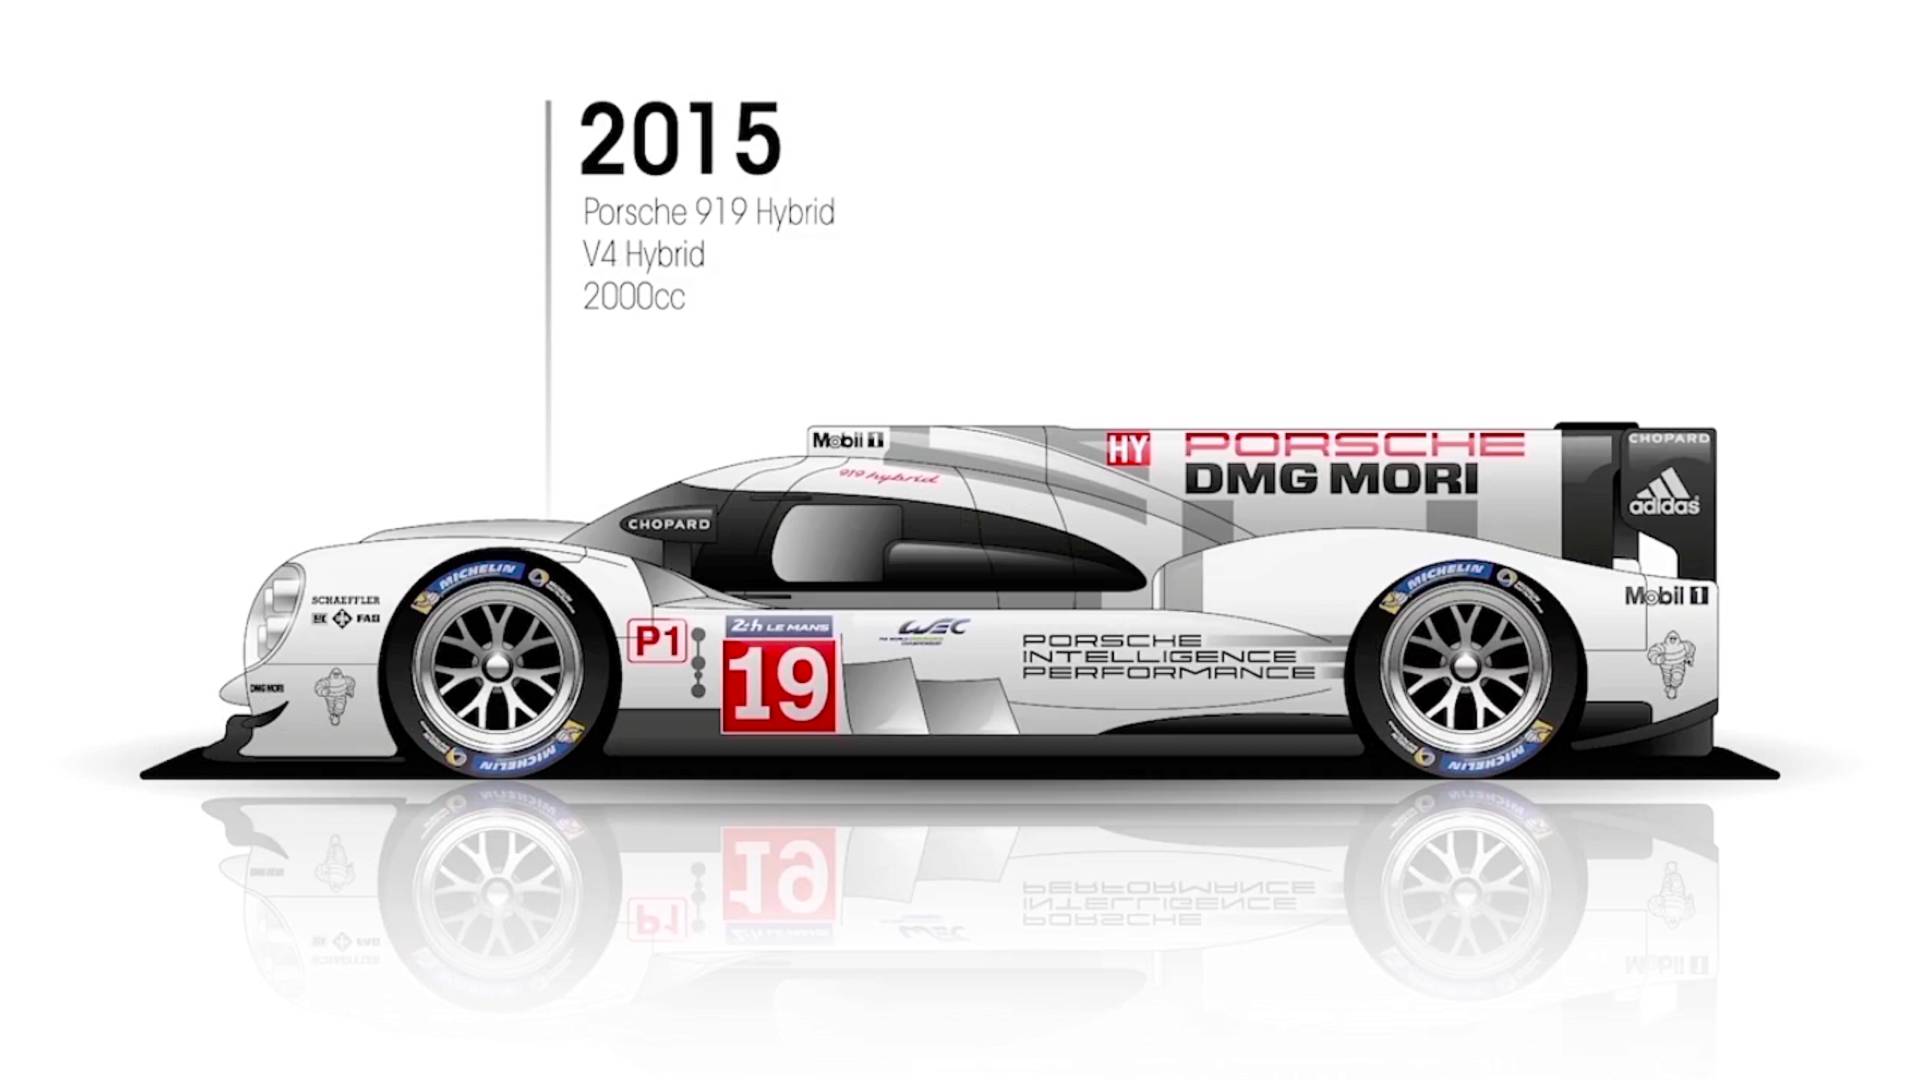 2015
Porsche 919 Hybrid
V4 Hybrid
2000cc
Mobil 1
HY
PORSCHE
DMG MORI
CHOPARD
adidas
919 hybrid
CHOPARD
MICHELIN
MICHELIN
SCHAEFFLER
FAG
P1
24h LE MANS
19
WEC
PORSCHE
INTELLIGENCE
PERFORMANCE
Mobil 1
DMG MORI
MICHELIN
MICHELIN